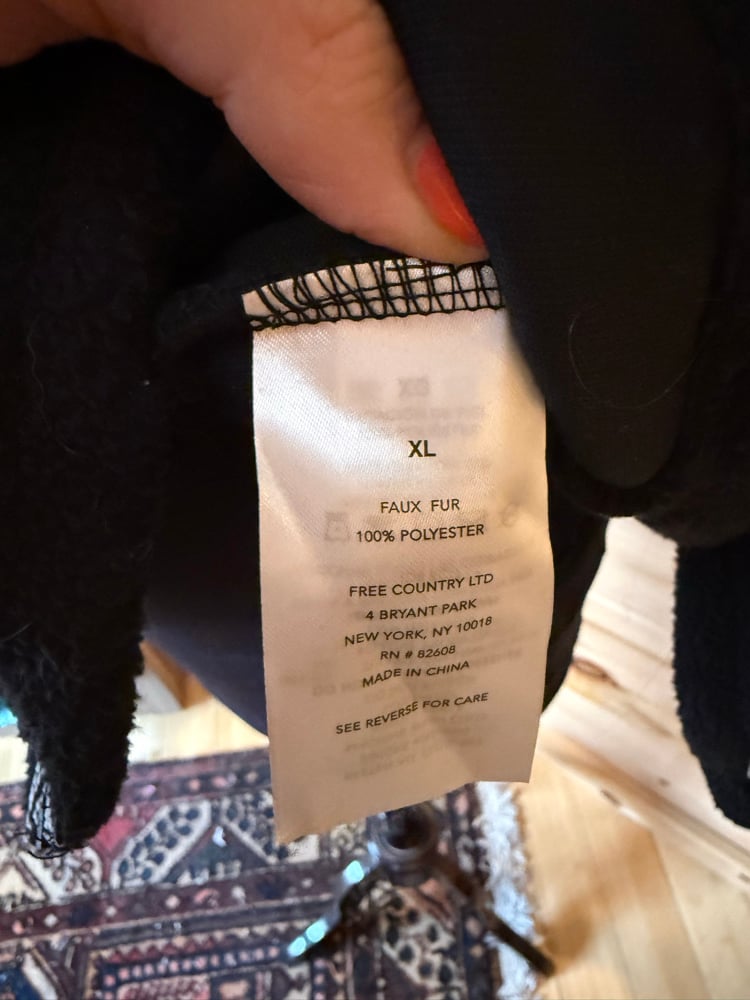 XL
FAUX FUR
100% POLYESTER
FREE COUNTRY LTD
4 BRYANT PARK
NEW YORK, NY 10018
RN # 82608
MADE IN CHINA
SEE REVERSE FOR CARE